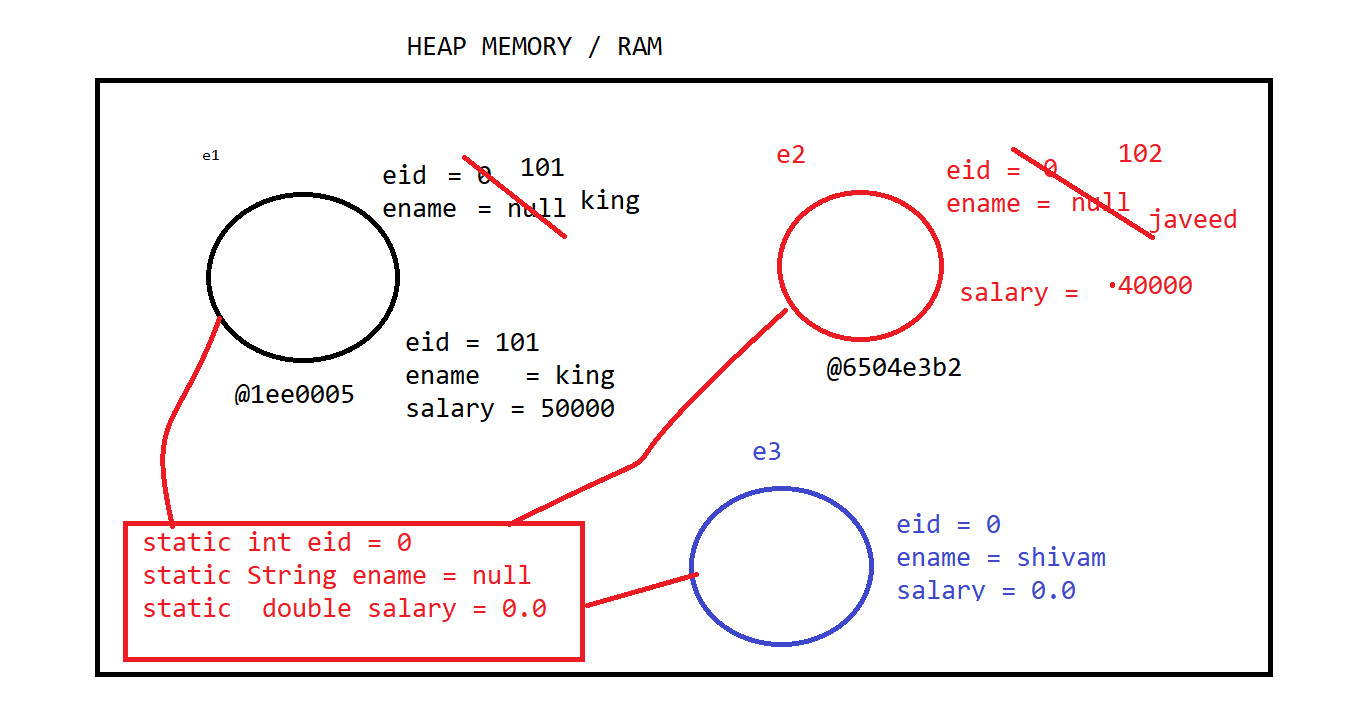 HEAP MEMORY / RAM
e1
eid = 0 101
ename = null king
eid = 101
ename = king
salary = 50000
@1ee0005
e2
eid = 0 102
ename = null javeed
salary = 40000
@6504e3b2
e3
eid = 0
ename = shivam
salary = 0.0
static int eid = 0
static String ename = null
static double salary = 0.0